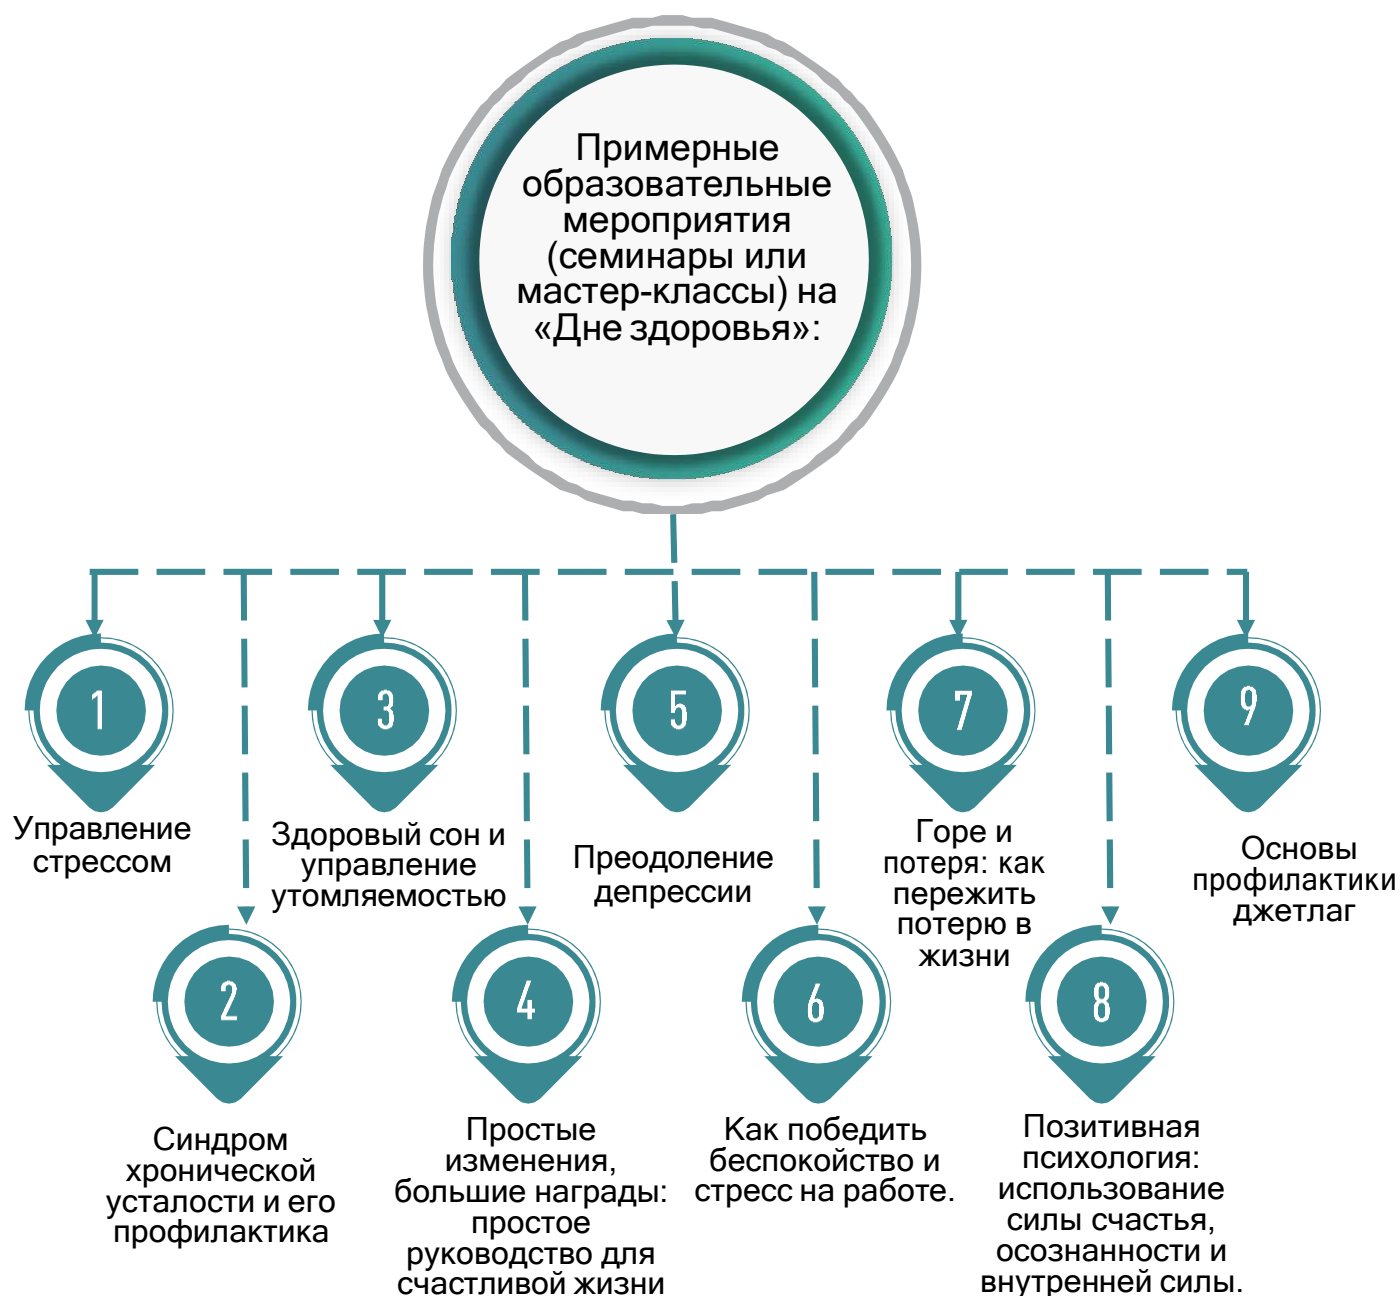 Примерные
образовательные
мероприятия
(семинары или
мастер-классы) на
«Дне здоровья»:
1
Управление
стрессом
2
Синдром
хронической
усталости и его
профилактика
3
Здоровый сон и
управление
утомляемостью
4
Простые
изменения,
большие награды:
простое
руководство для
счастливой жизни
5
Преодоление
депрессии
6
Как победить
беспокойство и
стресс на работе.
7
Горе и
потеря: как
пережить
потерю в
жизни
8
Позитивная
психология:
использование
силы счастья,
осознанности и
внутренней силы.
9
Основы
профилактики
джетлаг